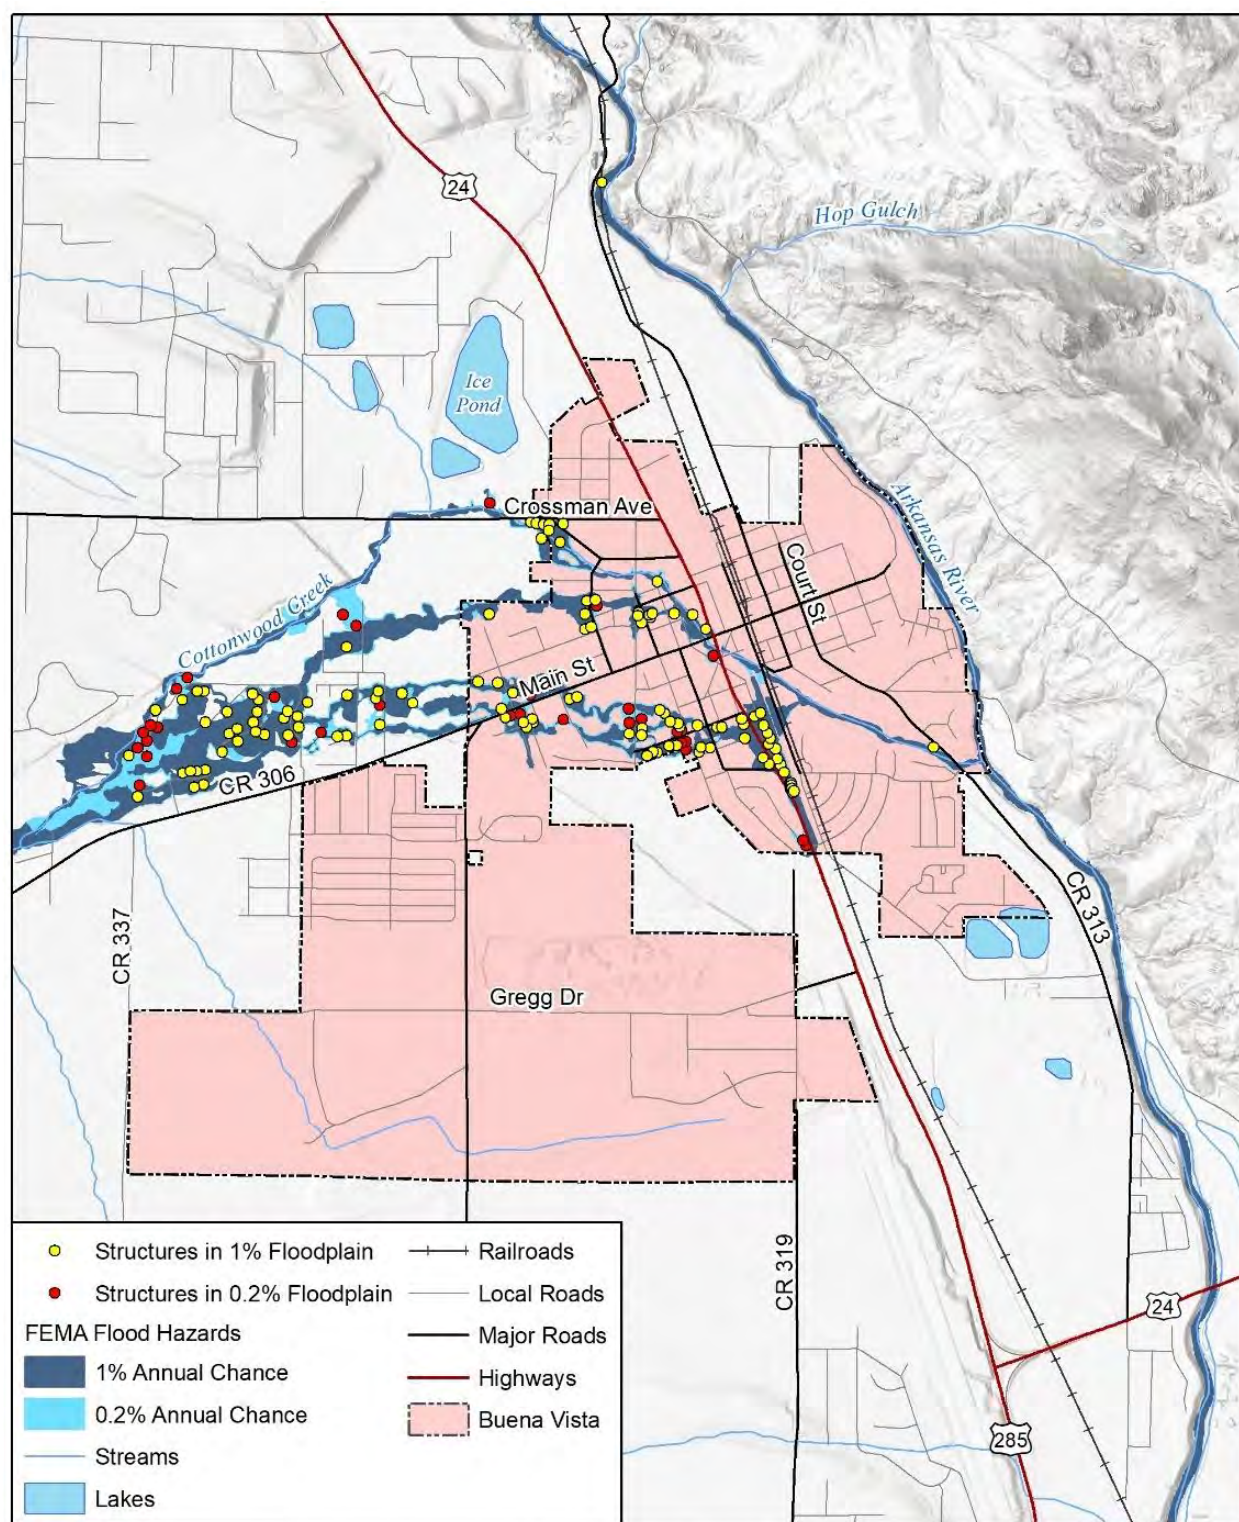 24
Hop Gulch
Ice
Pond
Crossman Ave
Arkansas River
Court St
Cottonwood Creek
Main St
CR 306
CR 313
CR 337
Gregg Dr
CR 319
24
285
Structures in 1% Floodplain
Structures in 0.2% Floodplain
FEMA Flood Hazards
1% Annual Chance
0.2% Annual Chance
Streams
Lakes
Railroads
Local Roads
Major Roads
Highways
Buena Vista